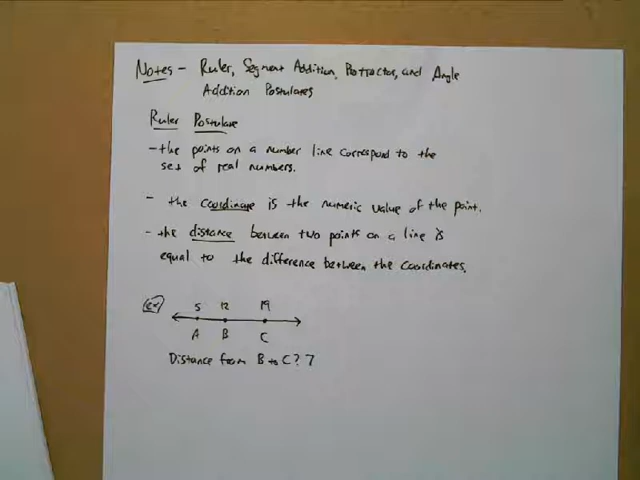 Notes - Ruler, Segment Addition, Protractor, and Angle
Addition Postulates
Ruler Postulate
- the points on a number line correspond to the
set of real numbers.
- the coordinate is the numeric value of the point.
- the distance between two points on a line is
equal to the difference between the coordinates.
ex
5 12 19
A B C
Distance from B to C? 7